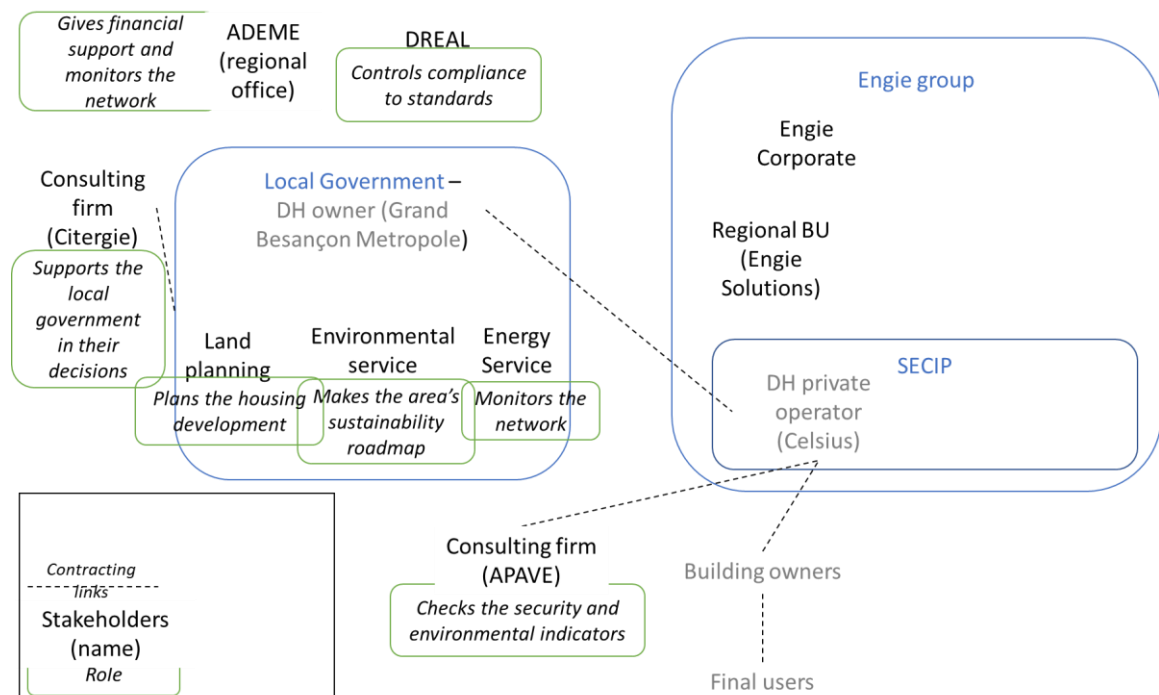 Gives financial
support and
monitors the
network
ADEME
(regional
office)
DREAL
Controls compliance
to standards
Engie group
Engie
Corporate
Regional BU
(Engie
Solutions)
SECIP
DH private
operator
(Celsius)
Consulting
firm
(Citergie)
Supports the
local
government
in their
decisions
Local Government –
DH owner (Grand
Besançon Metropole)
Land
planning
Plans the housing
development
Environmental
service
Makes the area's
sustainability
roadmap
Energy
Service
Monitors the
network
Consulting firm
(APAVE)
Checks the security and
environmental indicators
Building owners
Final users
Contracting
links
Stakeholders
(name)
Role